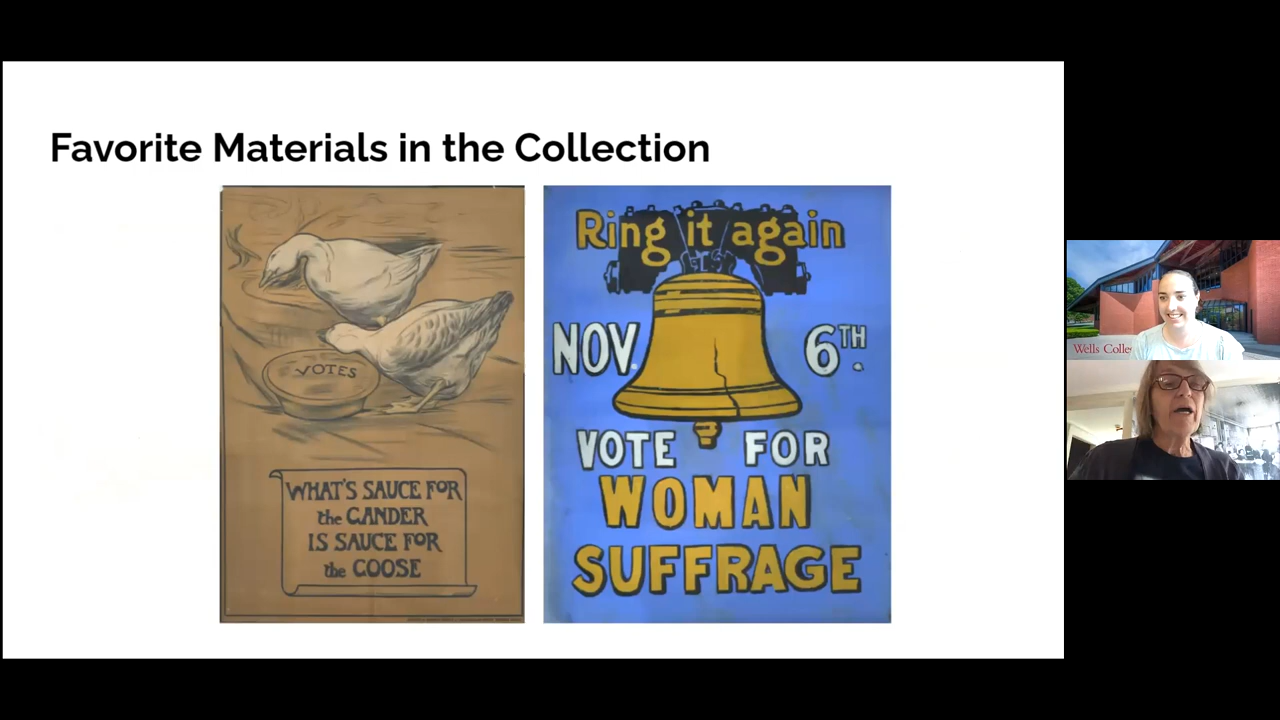 Favorite Materials in the Collection
VOTES
WHAT'S SAUCE FOR
the GANDER
IS SAUCE FOR
the GOOSE
Ring it again
NOV. 6TH.
VOTE FOR
WOMAN
SUFFRAGE
Wells Colle